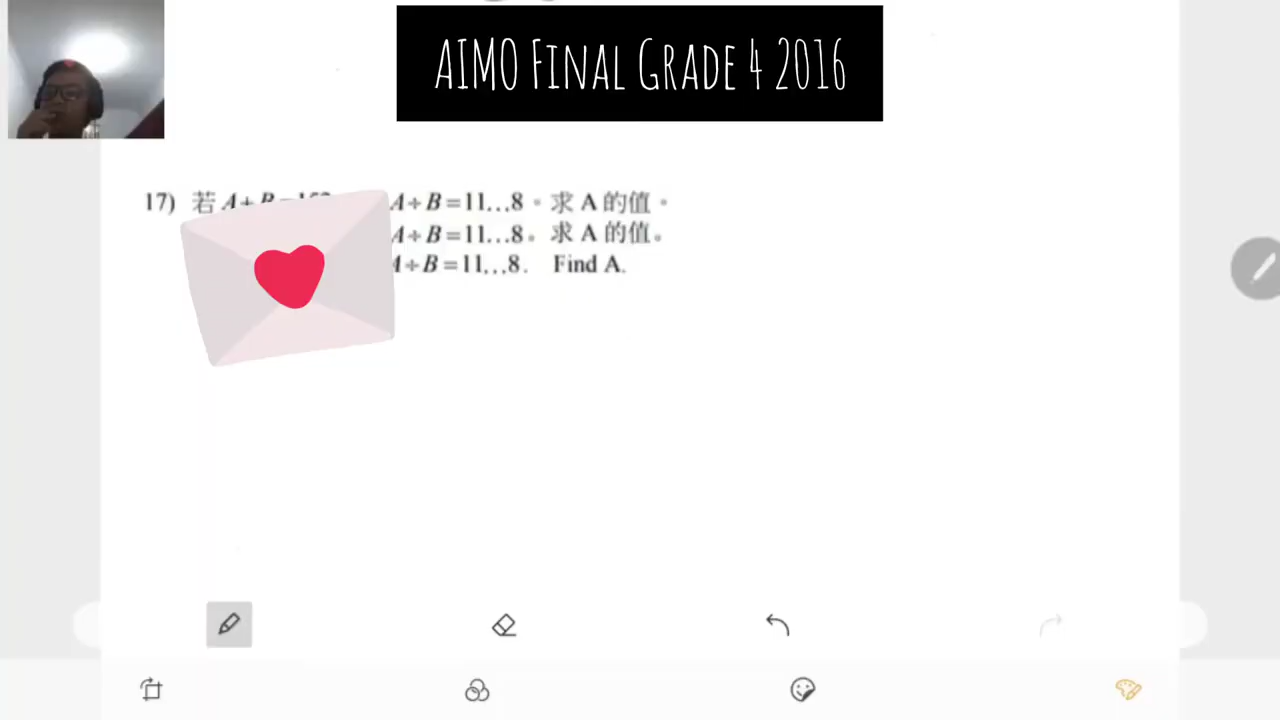 AIMO FINAL GRADE 4 2016
17) 若 A÷B=11…8。求 A 的值。
A÷B=11…8。求 A 的值。
A÷B=11…8. Find A.